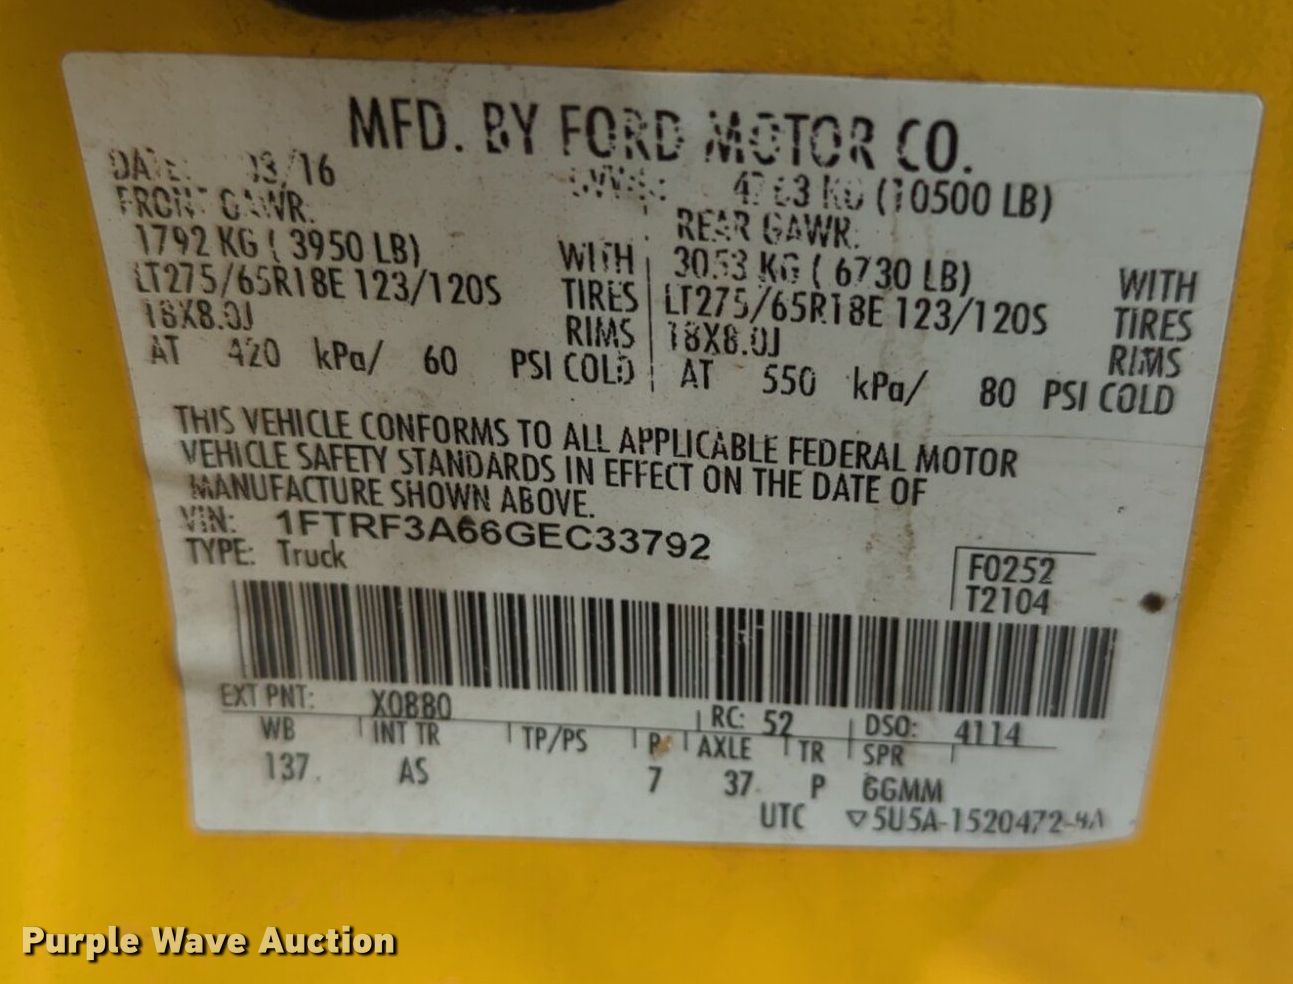 MFD. BY FORD MOTOR CO.
DATE: 03/16 GVWR: 4763 KG (10500 LB)
FRONT GAWR: REAR GAWR:
1792 KG ( 3950 LB) WITH 3053 KG ( 6730 LB) WITH
LT275/65R18E 123/120S TIRES LT275/65R18E 123/120S TIRES
18X8.0J RIMS 18X8.0J RIMS
AT 420 kPa/ 60 PSI COLD AT 550 kPa/ 80 PSI COLD
THIS VEHICLE CONFORMS TO ALL APPLICABLE FEDERAL MOTOR
VEHICLE SAFETY STANDARDS IN EFFECT ON THE DATE OF
MANUFACTURE SHOWN ABOVE.
VIN: 1FTRF3A66GEC33792
TYPE: Truck
F0252
T2104
EXT PNT: X0880 RC: 52 DSO: 4114
WB INT TR TP/PS R AXLE TR SPR
137 AS 7 37 P GGMM
UTC ▽5U5A-1520472-
Purple Wave Auction